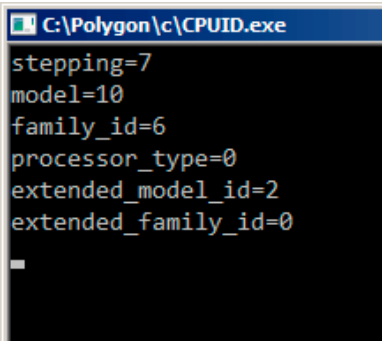 C:\Polygon\c\CPUID.exe
stepping=7
model=10
family_id=6
processor_type=0
extended_model_id=2
extended_family_id=0